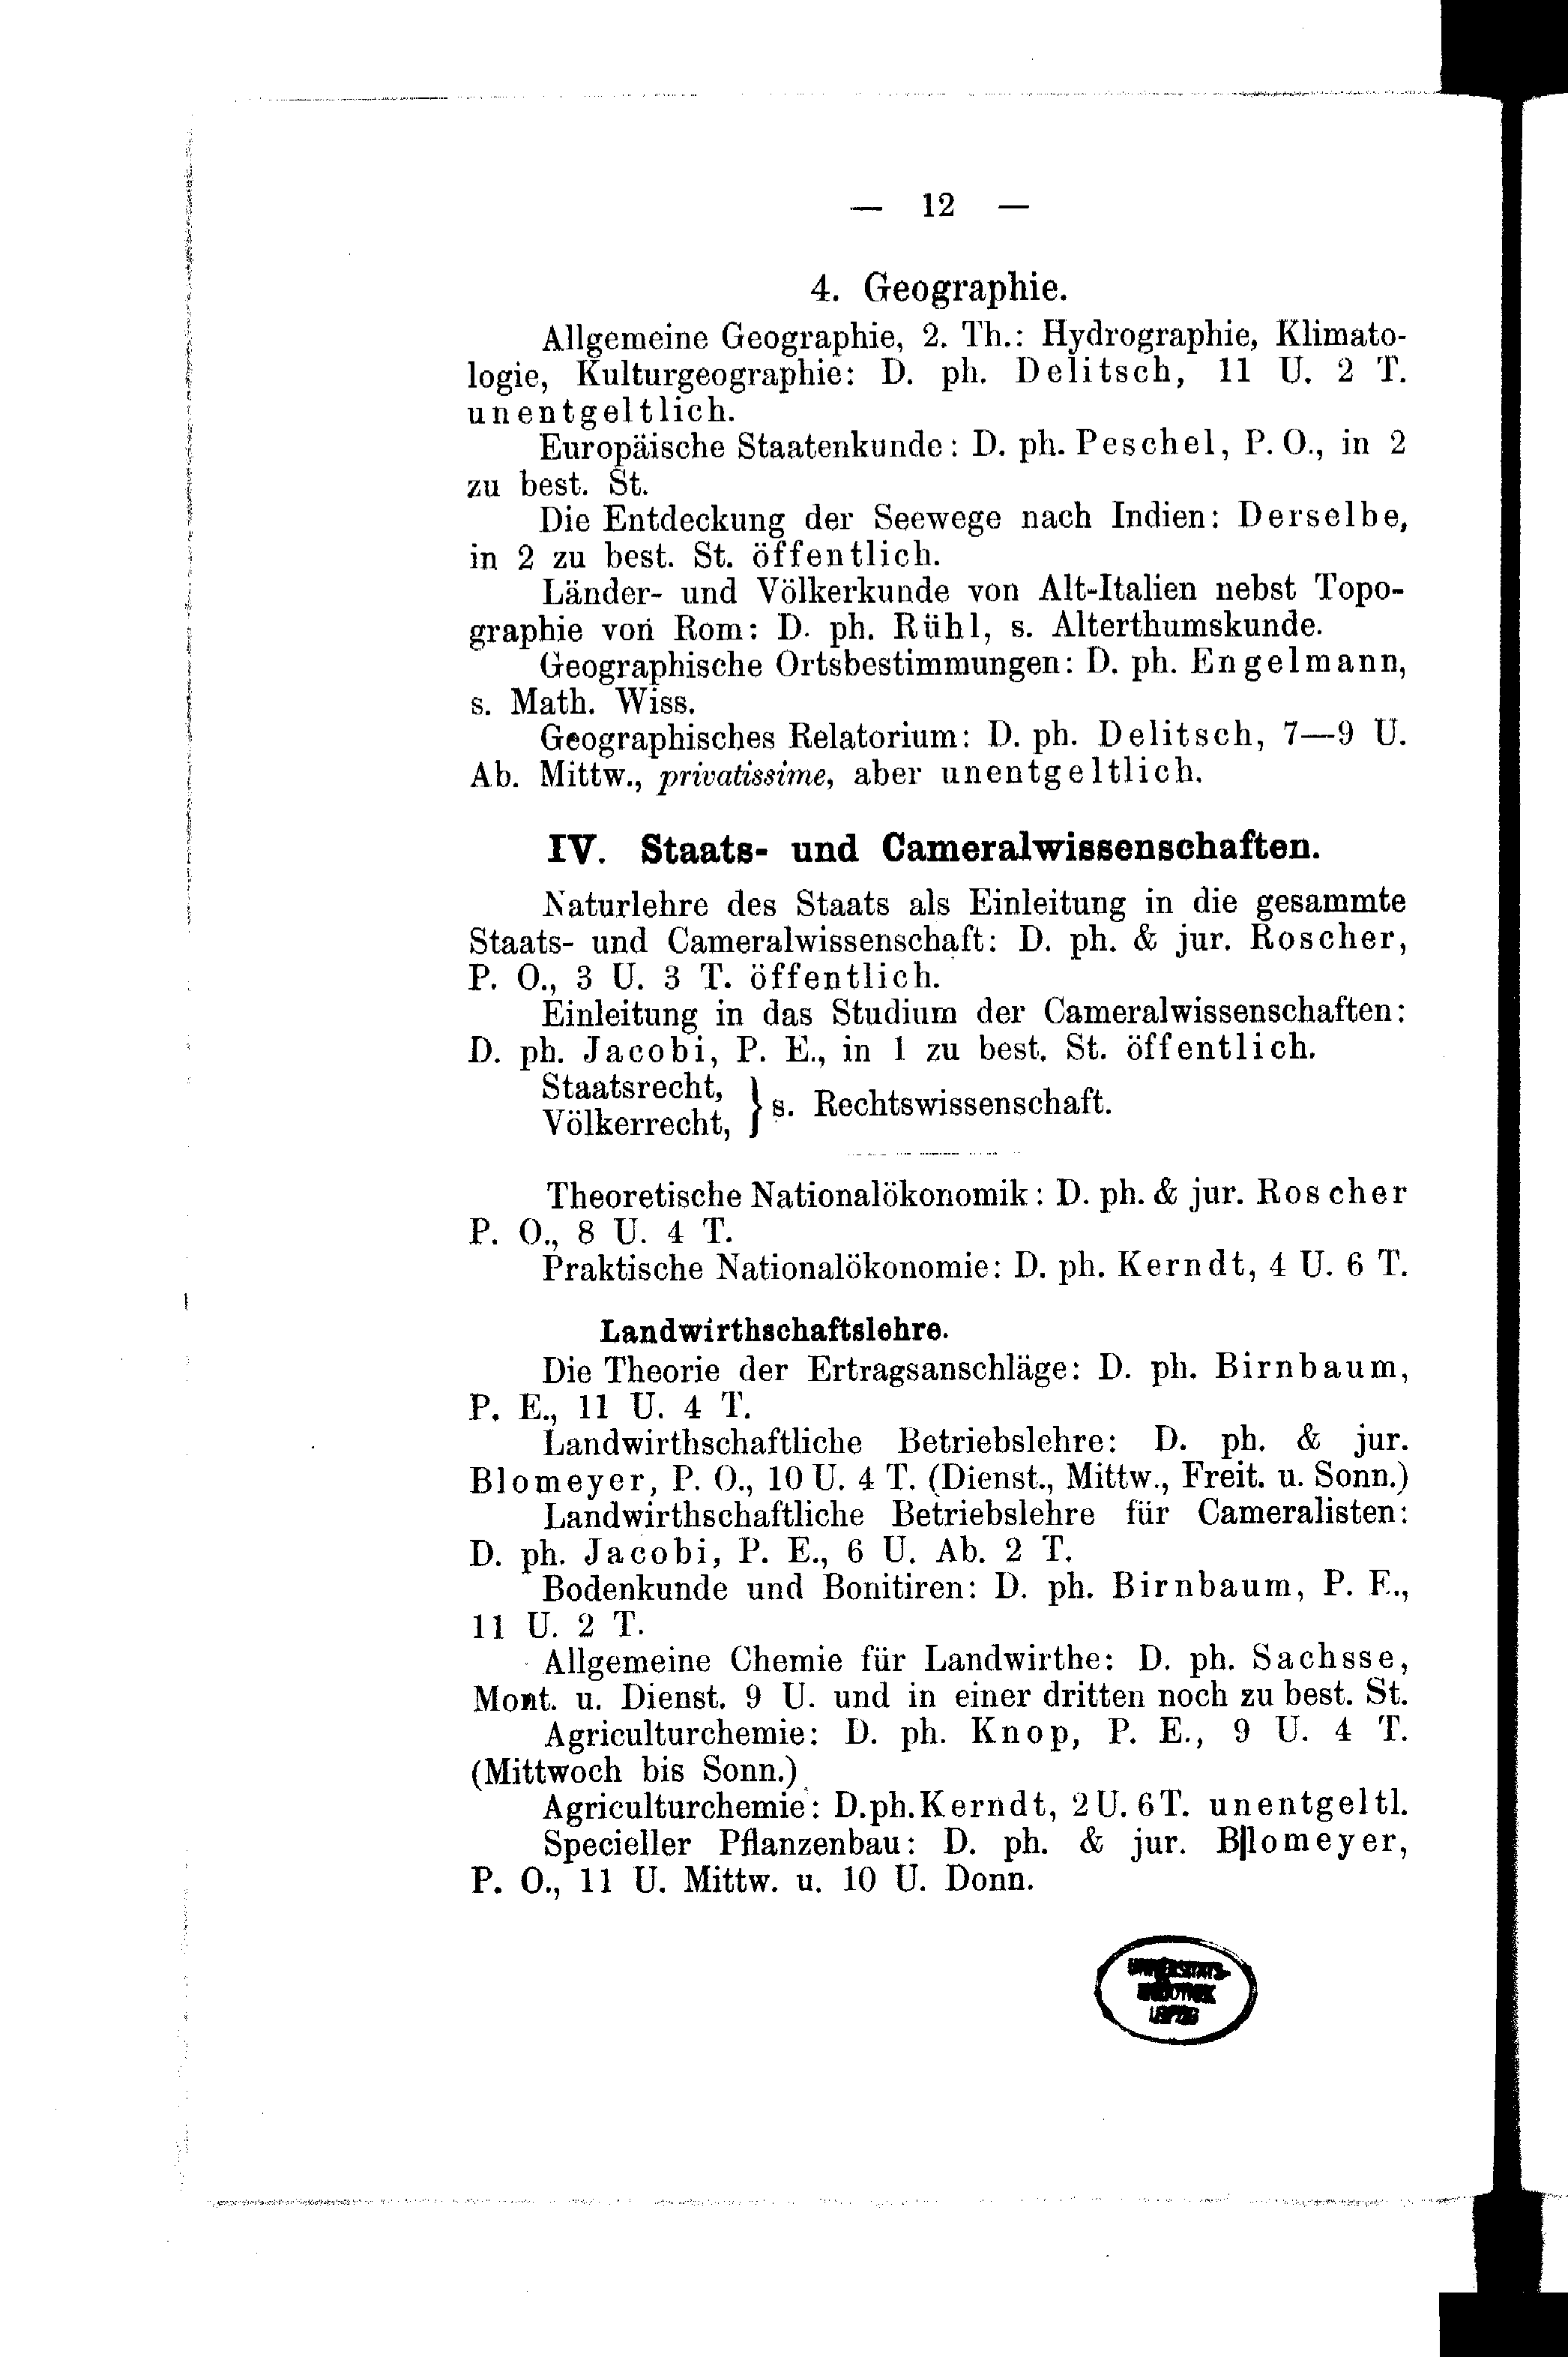 — 12 —
4. Geographie.
Allgemeine Geographie, 2. Th.: Hydrographie, Klimato-
logie, Kulturgeographie: D. ph. Delitsch, 11 U. 2 T.
unentgeltlich.
Europäische Staatenkunde: D. ph. Peschel, P. O., in 2
zu best. St.
Die Entdeckung der Seewege nach Indien: Derselbe,
in 2 zu best. St. öffentlich.
Länder- und Völkerkunde von Alt-Italien nebst Topo-
graphie von Rom: D. ph. Rühl, s. Alterthumskunde.
Geographische Ortsbestimmungen: D. ph. Engelmann,
s. Math. Wiss.
Geographisches Relatorium: D. ph. Delitsch, 7—9 U.
Ab. Mittw., privatissime, aber unentgeltlich.
IV. Staats- und Cameralwissenschaften.
Naturlehre des Staats als Einleitung in die gesammte
Staats- und Cameralwissenschaft: D. ph. & jur. Roscher,
P. O., 3 U. 3 T. öffentlich.
Einleitung in das Studium der Cameralwissenschaften:
D. ph. Jacobi, P. E., in 1 zu best. St. öffentlich.
Staatsrecht,
Völkerrecht, } s. Rechtswissenschaft.
Theoretische Nationalökonomik: D. ph. & jur. Roscher
P. O., 8 U. 4 T.
Praktische Nationalökonomie: D. ph. Kerndt, 4 U. 6 T.
Landwirthschaftslehre.
Die Theorie der Ertragsanschläge: D. ph. Birnbaum,
P. E., 11 U. 4 T.
Landwirthschaftliche Betriebslehre: D. ph. & jur.
Blomeyer, P. O., 10 U. 4 T. (Dienst., Mittw., Freit. u. Sonn.)
Landwirthschaftliche Betriebslehre für Cameralisten:
D. ph. Jacobi, P. E., 6 U. Ab. 2 T.
Bodenkunde und Bonitiren: D. ph. Birnbaum, P. E.,
11 U. 2 T.
Allgemeine Chemie für Landwirthe: D. ph. Sachsse,
Mont. u. Dienst. 9 U. und in einer dritten noch zu best. St.
Agriculturchemie: D. ph. Knop, P. E., 9 U. 4 T.
(Mittwoch bis Sonn.)
Agriculturchemie: D. ph. Kerndt, 2 U. 6 T. unentgeltl.
Specieller Pflanzenbau: D. ph. & jur. Blomeyer,
P. O., 11 U. Mittw. u. 10 U. Donn.
UNIVERSITÄTS-
BIBLIOTHEK
LEIPZIG